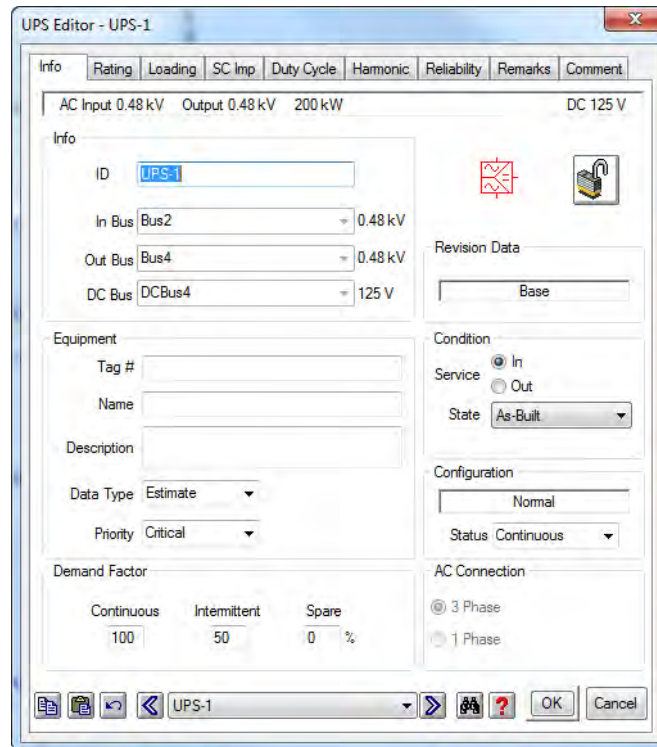 UPS Editor - UPS-1
x
Info Rating Loading SC Imp Duty Cycle Harmonic Reliability Remarks Comment
AC Input 0.48 kV Output 0.48 kV 200 kW DC 125 V
Info
ID UPS-1
In Bus Bus2 0.48 kV
Out Bus Bus4 0.48 kV
DC Bus DCBus4 125 V
Revision Data
Base
Equipment
Tag #
Name
Description
Data Type Estimate
Priority Critical
Condition
Service In
Out
State As-Built
Configuration
Normal
Status Continuous
Demand Factor
Continuous Intermittent Spare
100 50 0 %
AC Connection
3 Phase
1 Phase
UPS-1 ? OK Cancel